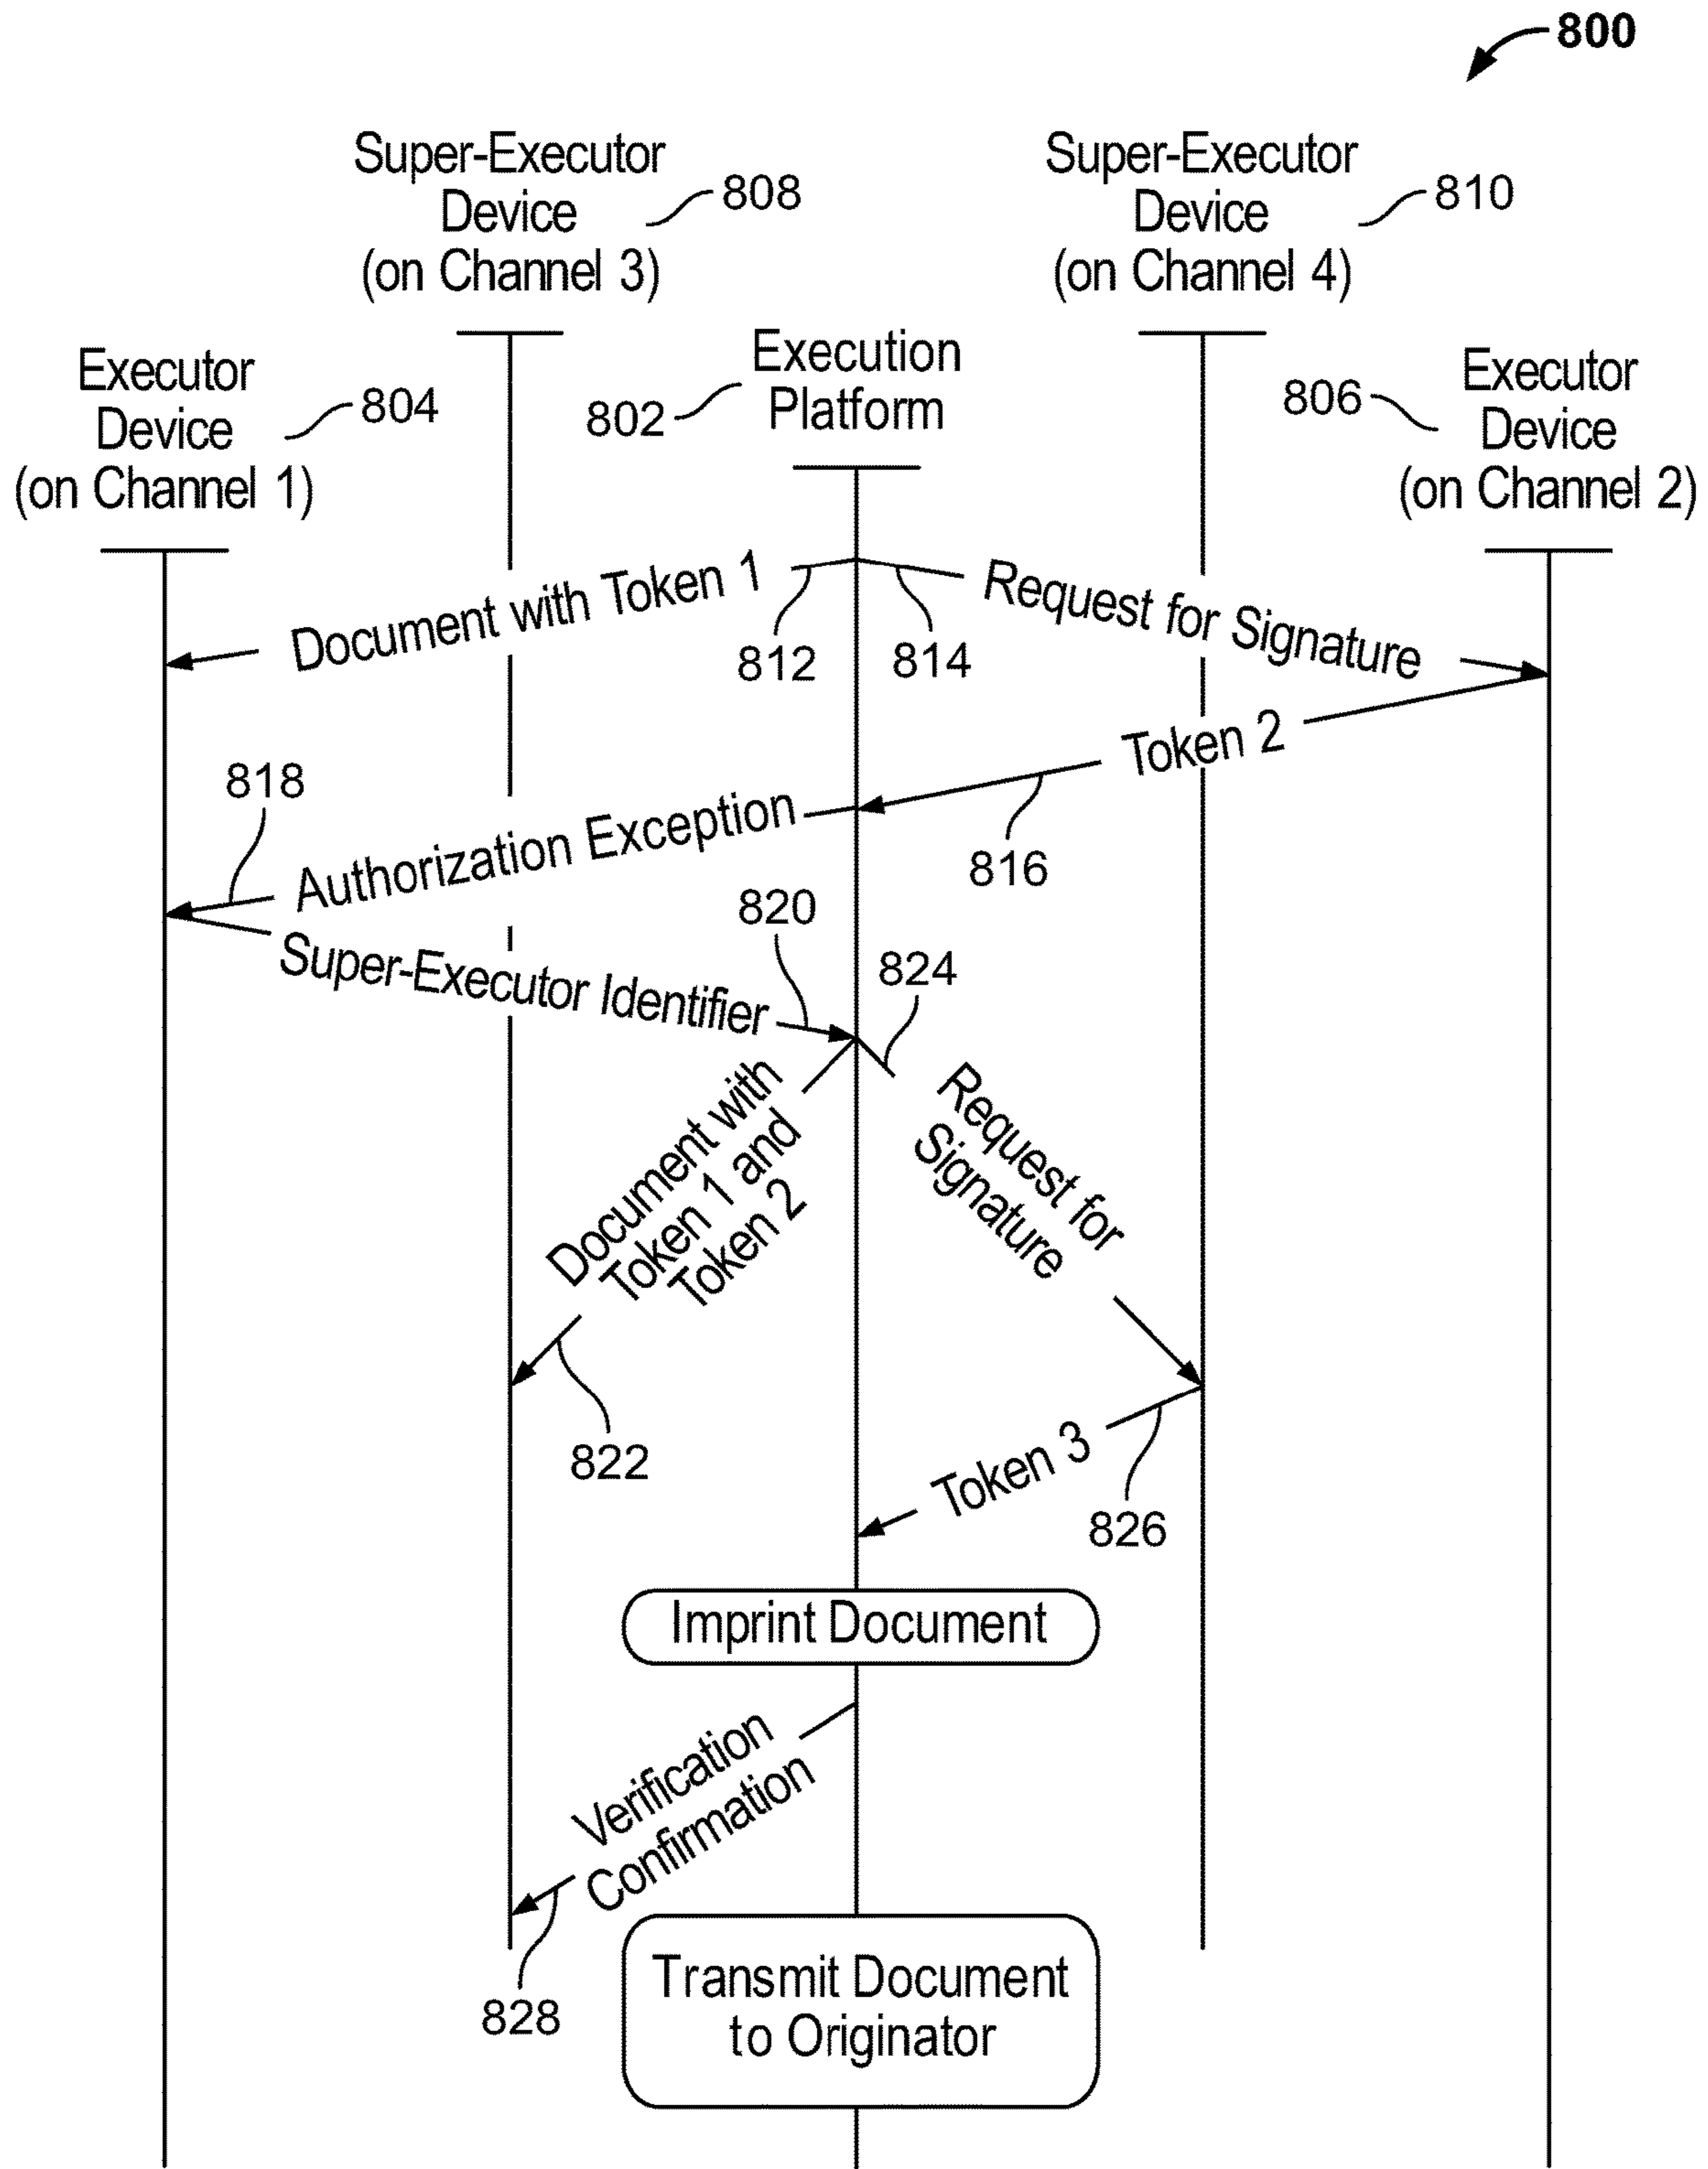 800
Super-Executor
Device
(on Channel 3)
808
Super-Executor
Device
(on Channel 4)
810
Executor
Device
(on Channel 1)
804
Execution
Platform
802
Executor
Device
(on Channel 2)
806
Document with Token 1
812
814
Request for Signature
Token 2
816
818
Authorization Exception
820
Super-Executor Identifier
824
Document with
Token 1 and
Token 2
822
Request for
Signature
Token 3
826
Imprint Document
Verification
Confirmation
828
Transmit Document
to Originator